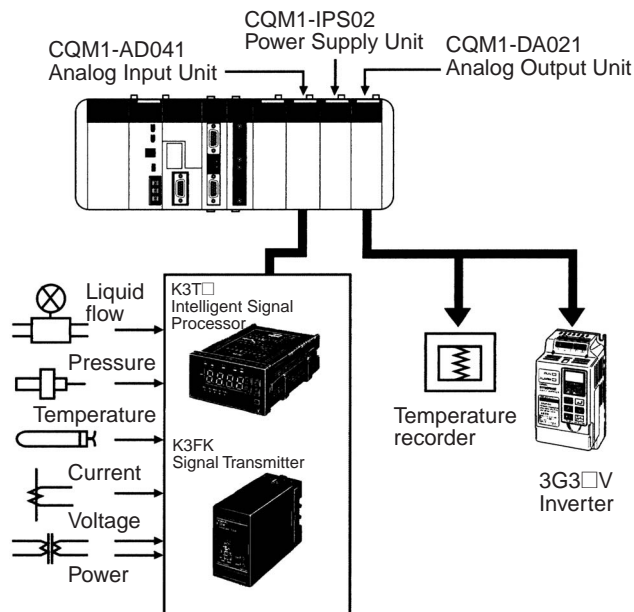 CQM1-IPS02
Power Supply Unit
CQM1-AD041
Analog Input Unit
CQM1-DA021
Analog Output Unit
Liquid
flow
Pressure
Temperature
Current
Voltage
Power
K3T□
Intelligent Signal
Processor
K3FK
Signal Transmitter
Temperature
recorder
3G3□V
Inverter